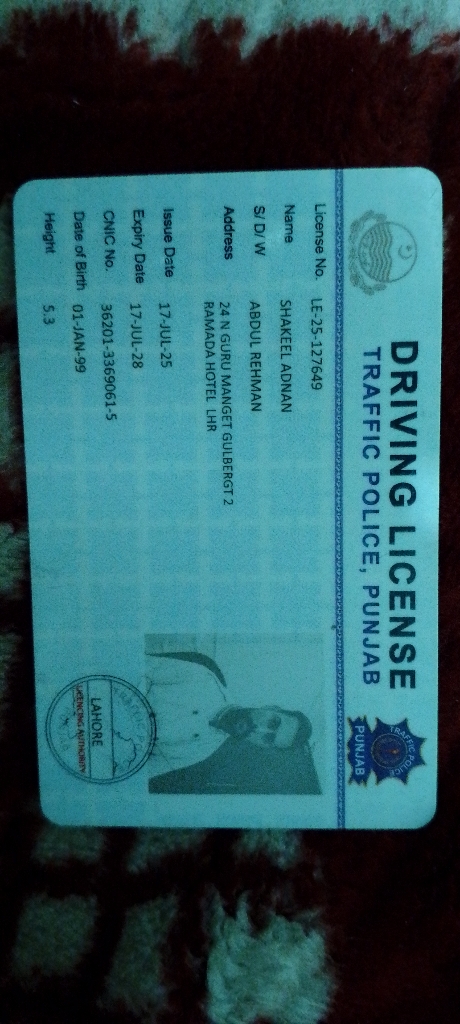 DRIVING LICENSE
TRAFFIC POLICE, PUNJAB
TRAFFIC POLICE
PUNJAB
License No. LE-25-127649
Name SHAKEEL ADNAN
S/ D/ W ABDUL REHMAN
Address 24 N GURU MANGET GULBERGT 2
RAMADA HOTEL LHR
Issue Date 17-JUL-25
Expiry Date 17-JUL-28
CNIC No. 36201-3369061-5
Date of Birth 01-JAN-99
Height 5.3
LAHORE
LICENCING AUTHORITY